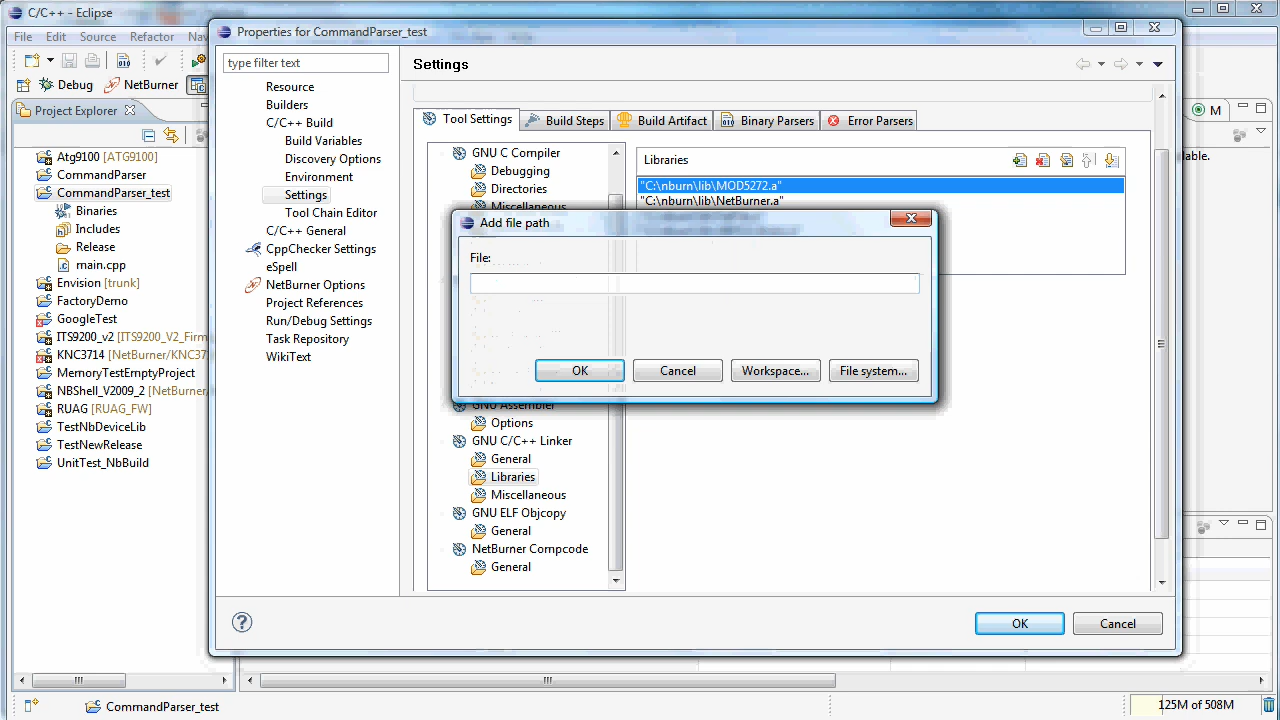 C/C++ - Eclipse
File Edit Source Refactor Nav
Debug NetBurner
Project Explorer
Atg9100 [ATG9100]
CommandParser
CommandParser_test
Binaries
Includes
Release
main.cpp
Envision [trunk]
FactoryDemo
GoogleTest
ITS9200_v2 [ITS9200_V2_Firm
KNC3714 [NetBurner/KNC37
MemoryTestEmptyProject
NBShell_V2009_2 [NetBurner/
RUAG [RUAG_FW]
TestNbDeviceLib
TestNewRelease
UnitTest_NbBuild
Properties for CommandParser_test
type filter text
Resource
Builders
C/C++ Build
Build Variables
Discovery Options
Environment
Settings
Tool Chain Editor
C/C++ General
CppChecker Settings
eSpell
NetBurner Options
Project References
Run/Debug Settings
Task Repository
WikiText
Settings
Tool Settings Build Steps Build Artifact Binary Parsers Error Parsers
GNU C Compiler
Debugging
Directories
Miscellaneous
GNU Assembler
Options
GNU C/C++ Linker
General
Libraries
Miscellaneous
GNU ELF Objcopy
General
NetBurner Compcode
General
Libraries
"C:\nburn\lib\MOD5272.a"
"C:\nburn\lib\NetBurner.a"
Add file path
File:
OK Cancel Workspace... File system...
OK Cancel
M
lable.
CommandParser_test
125M of 508M